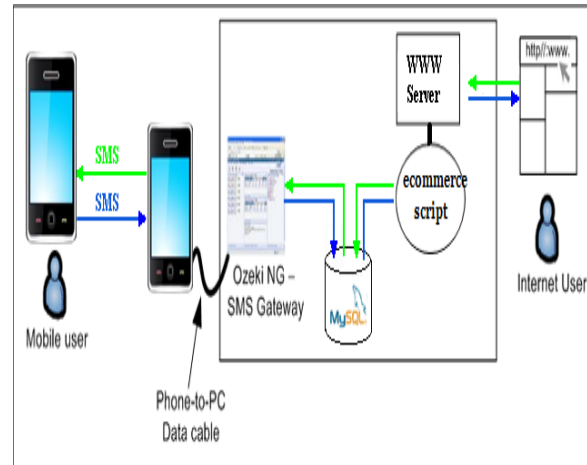 http//:www.
WWW
Server
SMS
SMS
ecommerce
script
Ozeki NG –
SMS Gateway
MySQL
Internet User
Mobile user
Phone-to-PC
Data cable